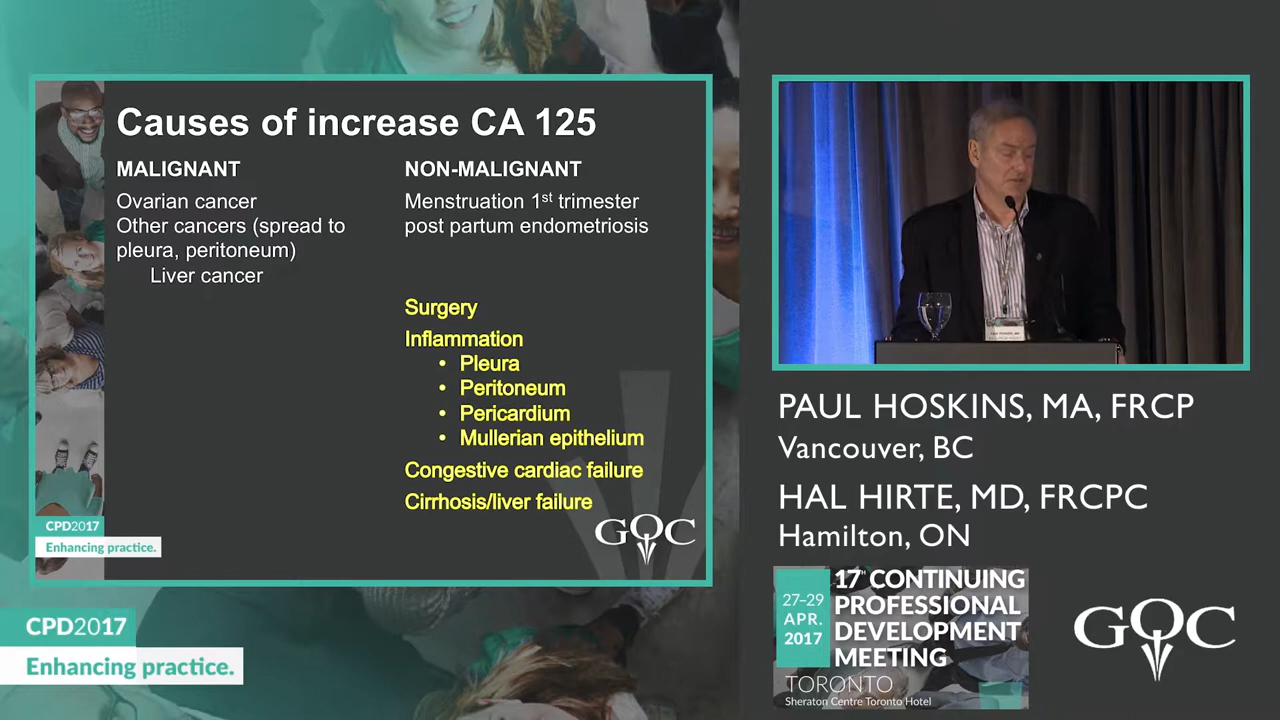 Causes of increase CA 125
MALIGNANT
Ovarian cancer
Other cancers (spread to
pleura, peritoneum)
Liver cancer
NON-MALIGNANT
Menstruation 1st trimester
post partum endometriosis
Surgery
Inflammation
• Pleura
• Peritoneum
• Pericardium
• Mullerian epithelium
Congestive cardiac failure
Cirrhosis/liver failure
GOC
CPD2017
Enhancing practice.
CPD2017
Enhancing practice.
PAUL HOSKINS, MA, FRCP
Vancouver, BC
HAL HIRTE, MD, FRCPC
Hamilton, ON
27–29
APR.
2017
17th CONTINUING
PROFESSIONAL
DEVELOPMENT
MEETING
TORONTO
Sheraton Centre Toronto Hotel
GOC